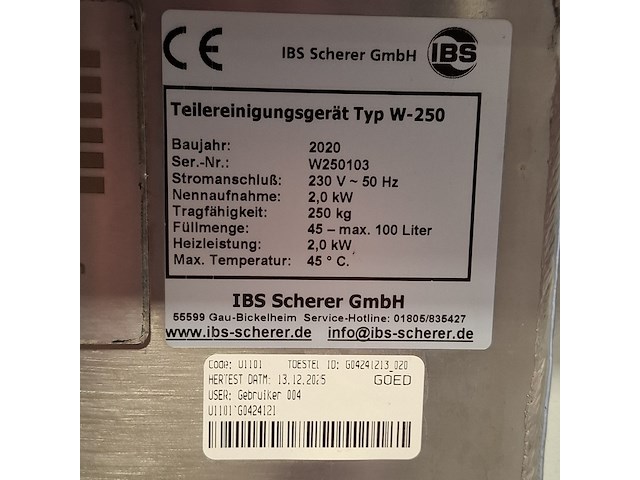 CE IBS Scherer GmbH IBS
Teilereinigungsgerät Typ W-250
Baujahr: 2020
Ser.-Nr.: W250103
Stromanschluß: 230 V ~ 50 Hz
Nennaufnahme: 2,0 kW
Tragfähigkeit: 250 kg
Füllmenge: 45 – max. 100 Liter
Heizleistung: 2,0 kW
Max. Temperatur: 45 ° C.
IBS Scherer GmbH
55599 Gau-Bickelheim Service-Hotline: 01805/835427
www.ibs-scherer.de info@ibs-scherer.de
Code: U1101 TOESTEL ID: G04241213_020
HERTEST DATM: 13.12.2025 GOED
USER: Gebruiker 004
U1101`G0424121